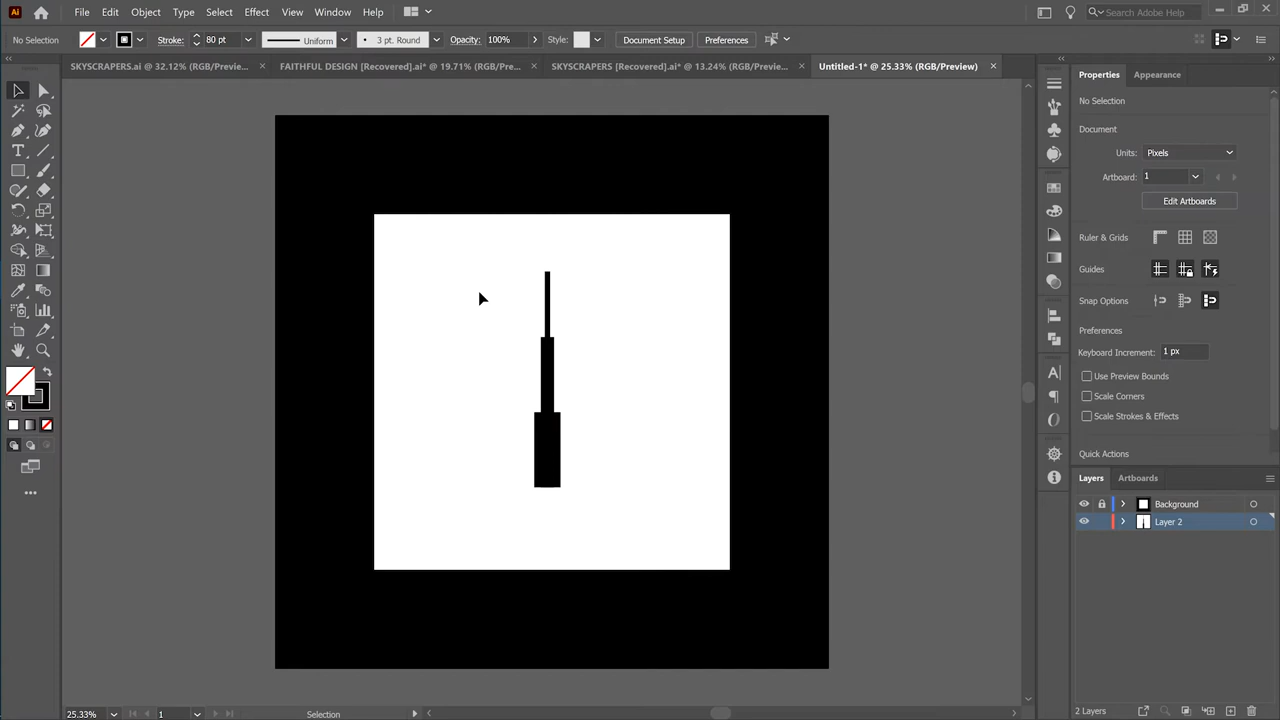 Ai File Edit Object Type Select Effect View Window Help Search Adobe Help
No Selection Stroke: 80 pt Uniform 3 pt. Round Opacity: 100% Style: Document Setup Preferences
SKYSCRAPERS.ai @ 32.12% (RGB/Previe... FAITHFUL DESIGN [Recovered].ai* @ 19.71% (RGB/Pre... SKYSCRAPERS [Recovered].ai* @ 13.24% (RGB/Previe... Untitled-1* @ 25.33% (RGB/Preview)
Properties Appearance
No Selection
Document
Units: Pixels
Artboard: 1
Edit Artboards
Ruler & Grids
Guides
Snap Options
Preferences
Keyboard Increment: 1 px
Use Preview Bounds
Scale Corners
Scale Strokes & Effects
Quick Actions
Layers Artboards
Background
Layer 2
2 Layers
25.33% 1 Selection